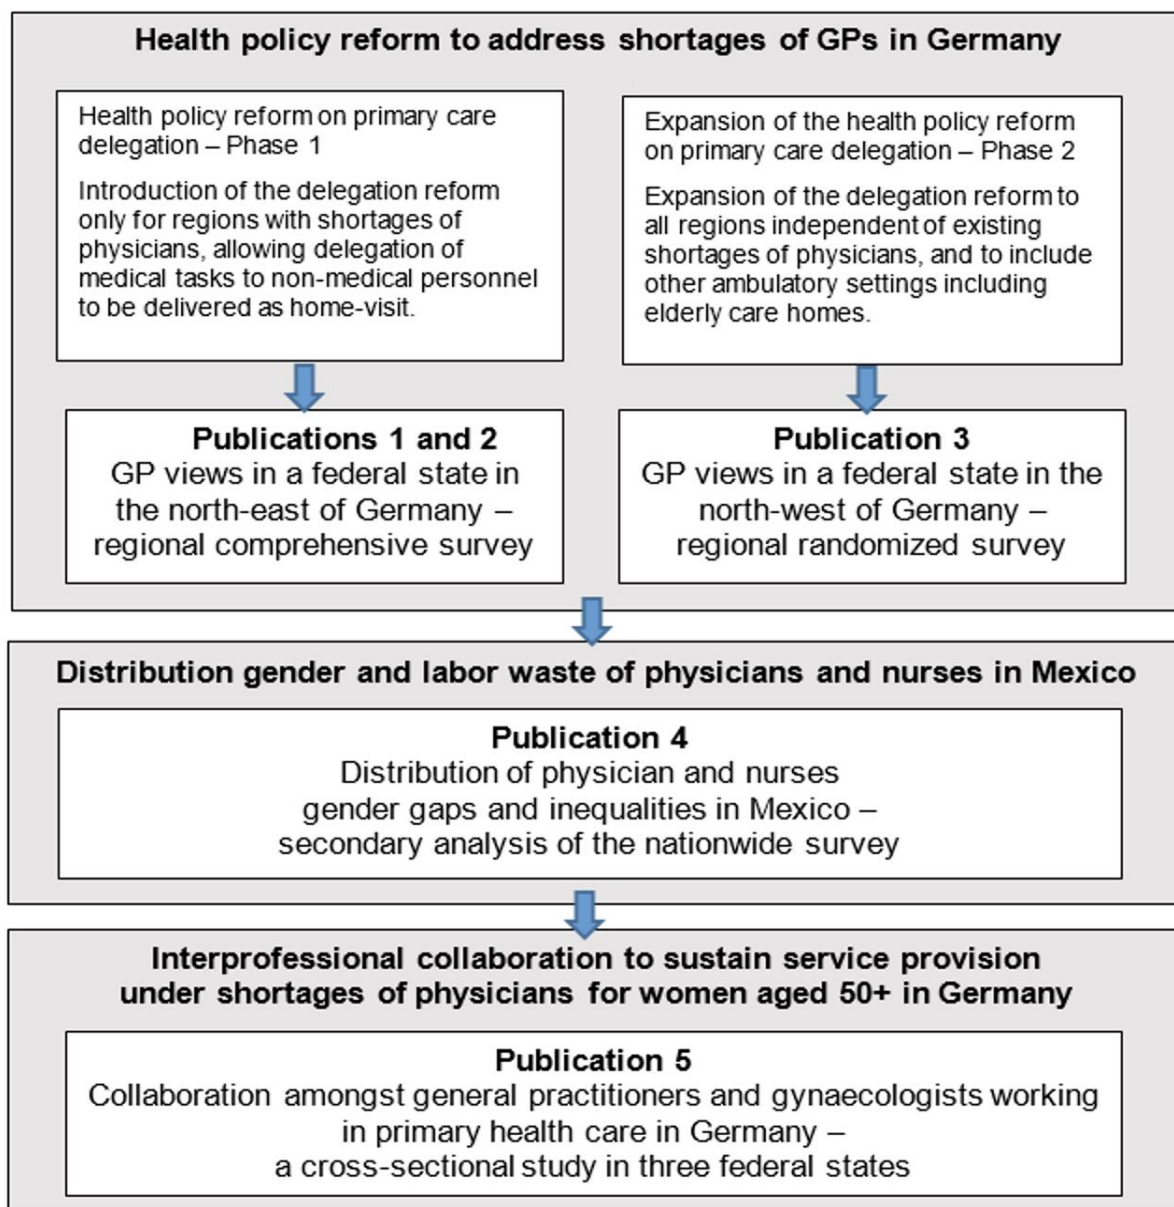 Health policy reform to address shortages of GPs in Germany
Health policy reform on primary care
delegation – Phase 1
Introduction of the delegation reform
only for regions with shortages of
physicians, allowing delegation of
medical tasks to non-medical personnel
to be delivered as home-visit.
Expansion of the health policy reform
on primary care delegation – Phase 2
Expansion of the delegation reform to
all regions independent of existing
shortages of physicians, and to include
other ambulatory settings including
elderly care homes.
Publications 1 and 2
GP views in a federal state in
the north-east of Germany –
regional comprehensive survey
Publication 3
GP views in a federal state in the
north-west of Germany –
regional randomized survey
Distribution gender and labor waste of physicians and nurses in Mexico
Publication 4
Distribution of physician and nurses
gender gaps and inequalities in Mexico –
secondary analysis of the nationwide survey
Interprofessional collaboration to sustain service provision
under shortages of physicians for women aged 50+ in Germany
Publication 5
Collaboration amongst general practitioners and gynaecologists working
in primary health care in Germany –
a cross-sectional study in three federal states